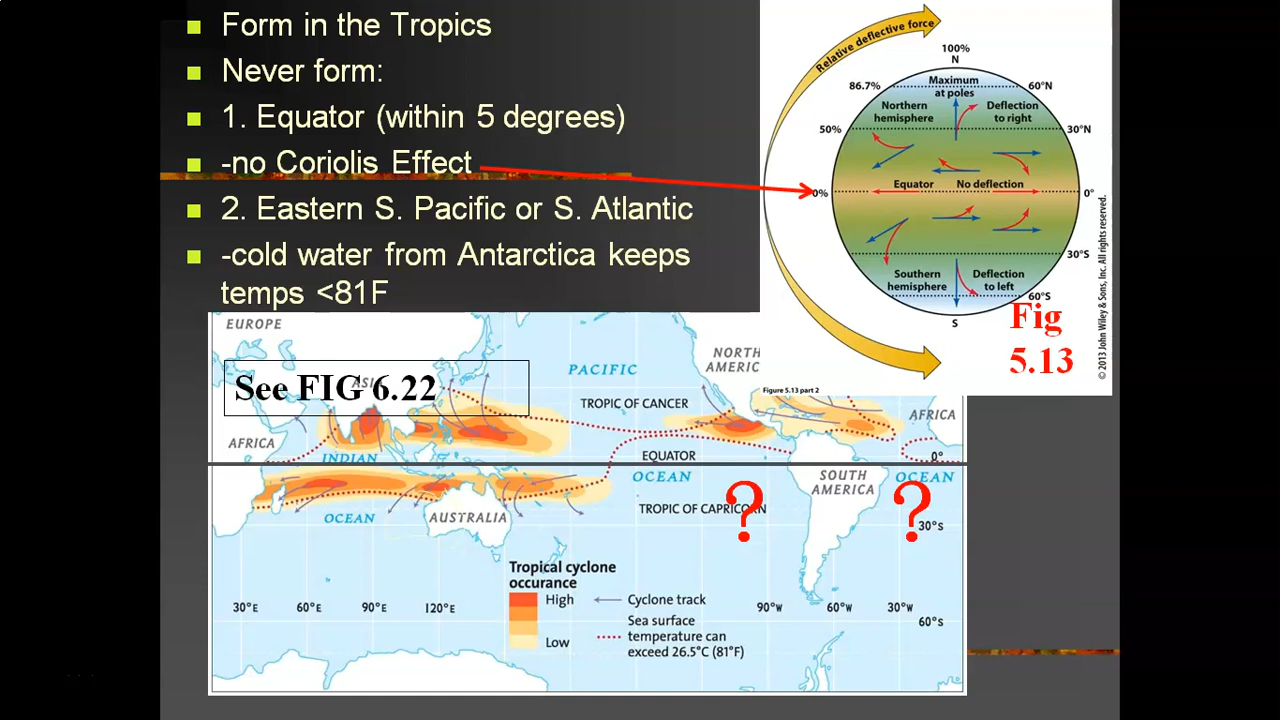 Form in the Tropics
Never form:
1. Equator (within 5 degrees)
-no Coriolis Effect
2. Eastern S. Pacific or S. Atlantic
-cold water from Antarctica keeps
temps <81F
Relative deflective force
100%
N
86.7%
Maximum
at poles
60°N
Northern
hemisphere
Deflection
to right
50%
30°N
0%
Equator
No deflection
0°
30°S
Southern
hemisphere
Deflection
to left
60°S
S
Fig
5.13
© 2013 John Wiley & Sons, Inc. All rights reserved.
Figure 5.13 part 2
EUROPE
ASIA
See FIG 6.22
PACIFIC
NORTH
AMERIC
TROPIC OF CANCER
AFRICA
AFRICA
INDIAN
EQUATOR
0°
OCEAN
SOUTH
AMERICA
OCEAN
TROPIC OF CAPRICORN
? ?
OCEAN
AUSTRALIA
30°S
Tropical cyclone
occurance
High
Low
Cyclone track
Sea surface
temperature can
exceed 26.5°C (81°F)
30°E 60°E 90°E 120°E
90°W 60°W 30°W
60°S